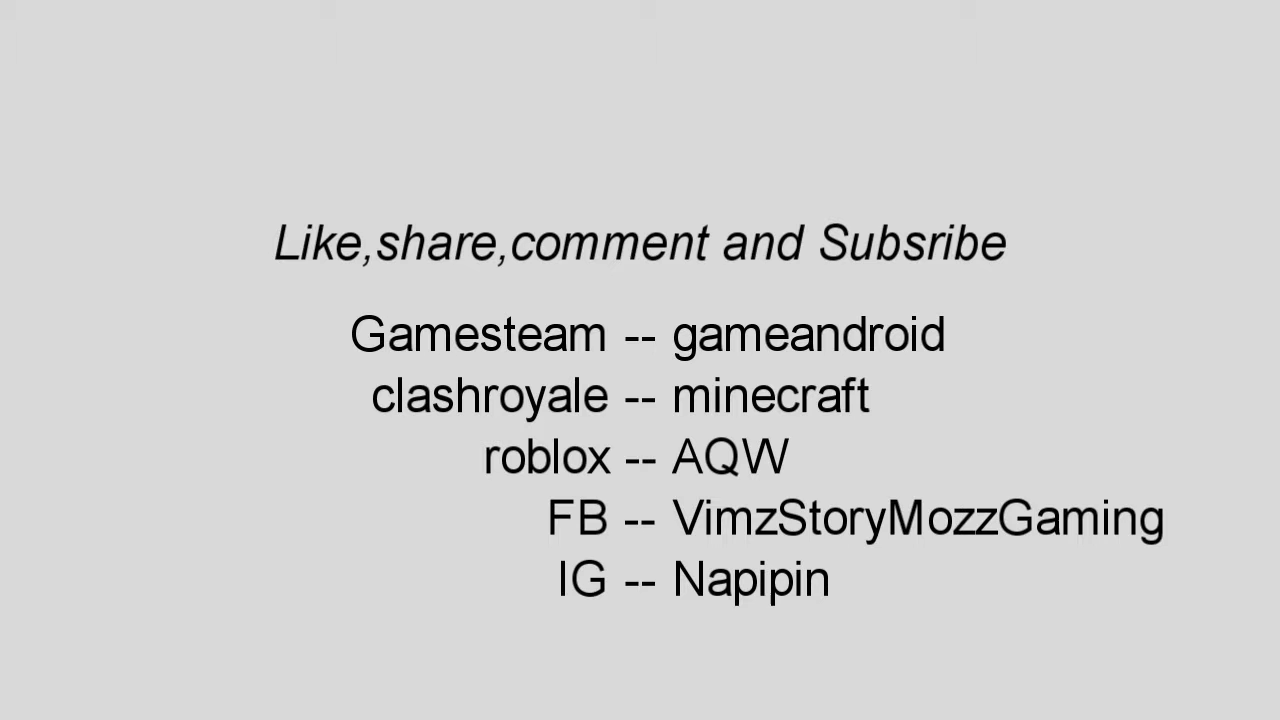 Like,share,comment and Subsribe
Gamesteam -- gameandroid
clashroyale -- minecraft
roblox -- AQW
FB -- VimzStoryMozzGaming
IG -- Napipin